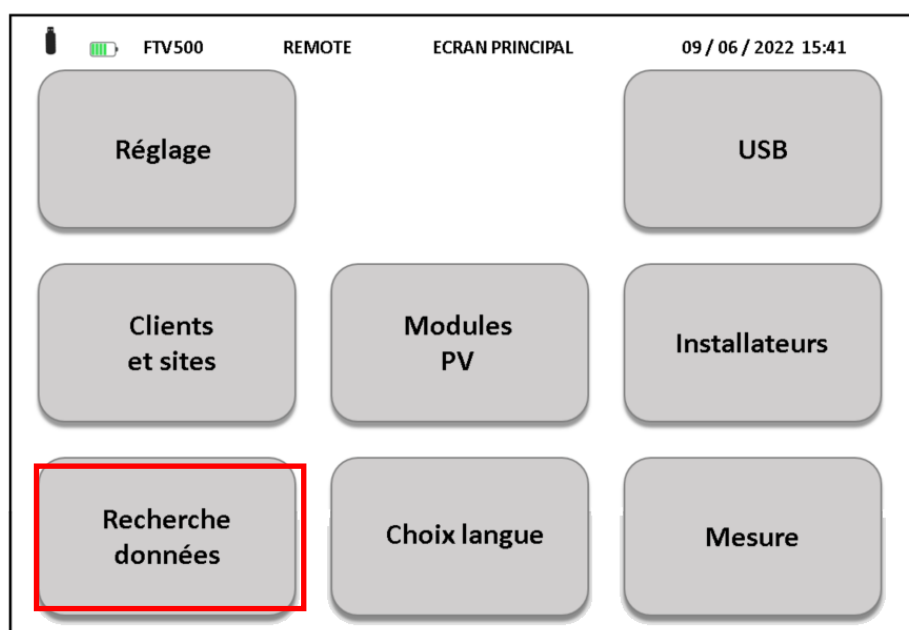 FTV500 REMOTE ECRAN PRINCIPAL 09 / 06 / 2022 15:41
Réglage
USB
Clients
et sites
Modules
PV
Installateurs
Recherche
données
Choix langue
Mesure